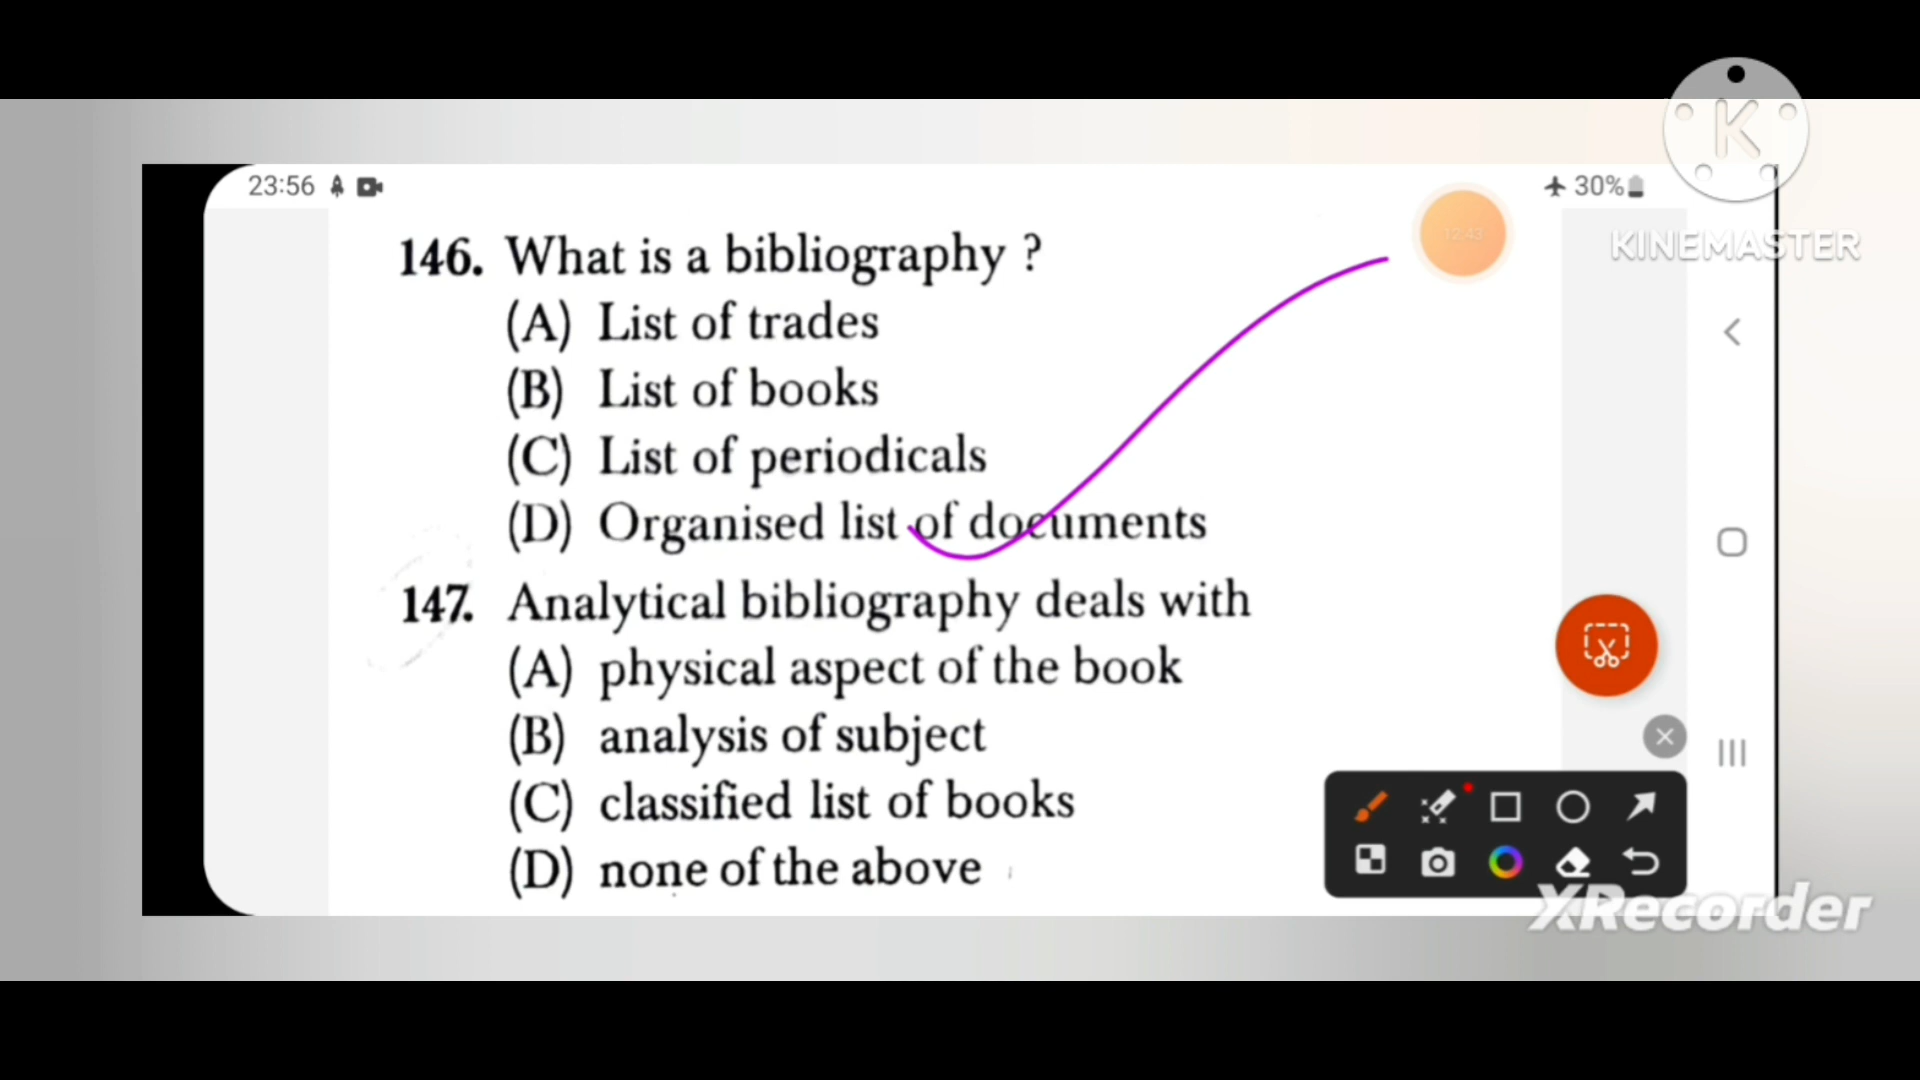 K
KINEMASTER
23:56
30%
12:43
146. What is a bibliography ?
(A) List of trades
(B) List of books
(C) List of periodicals
(D) Organised list of documents
147. Analytical bibliography deals with
(A) physical aspect of the book
(B) analysis of subject
(C) classified list of books
(D) none of the above
XRecorder